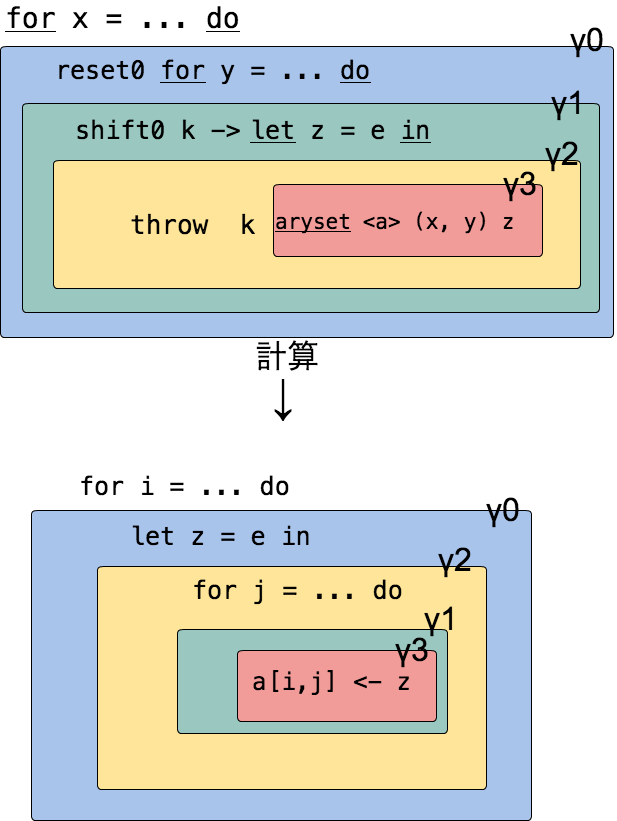 for x = ... do
γ0
reset0 for y = ... do
γ1
shift0 k -> let z = e in
γ2
γ3
throw k aryset <a> (x, y) z
計算
↓
for i = ... do
γ0
let z = e in
γ2
for j = ... do
γ1
γ3
a[i,j] <- z